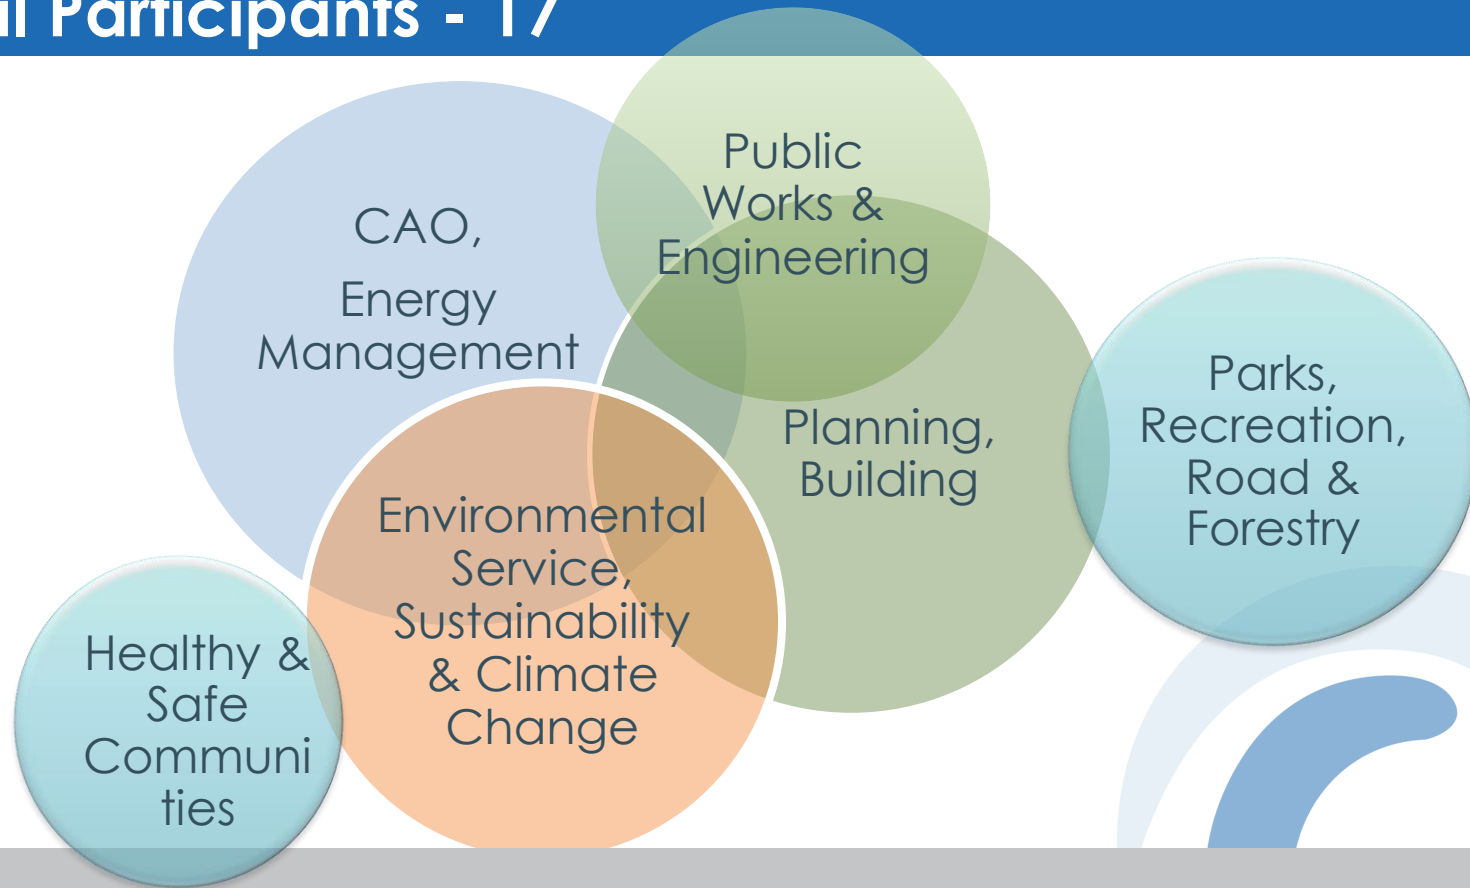 Participants - 17
CAO,
Energy
Management
Public
Works &
Engineering
Planning,
Building
Parks,
Recreation,
Road &
Forestry
Environmental
Service,
Sustainability
& Climate
Change
Healthy &
Safe
Communi
ties